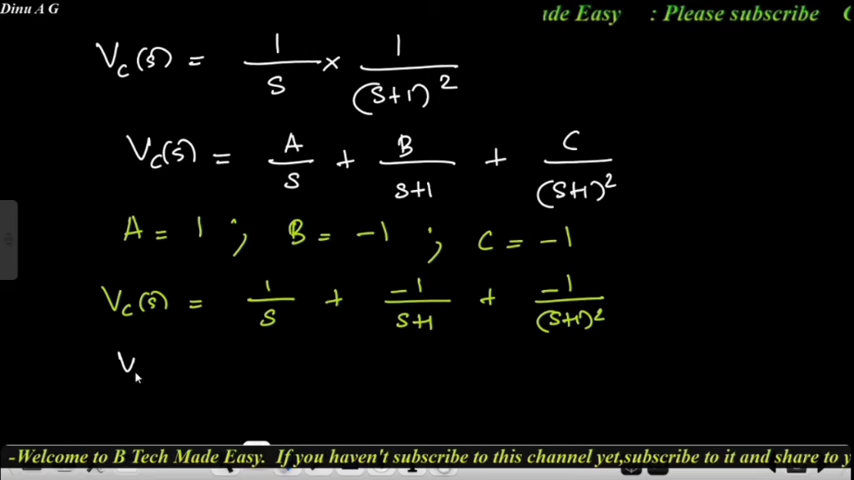 Dinu A G
ade Easy : Please subscribe
Vc(s) = 1/s × 1/(s+1)²
Vc(s) = A/s + B/s+1 + C/(s+1)²
A = 1 ; B = -1 ; C = -1
Vc(s) = 1/s + -1/s+1 + -1/(s+1)²
V
-Welcome to B Tech Made Easy. If you haven't subscribe to this channel yet,subscribe to it and share to y